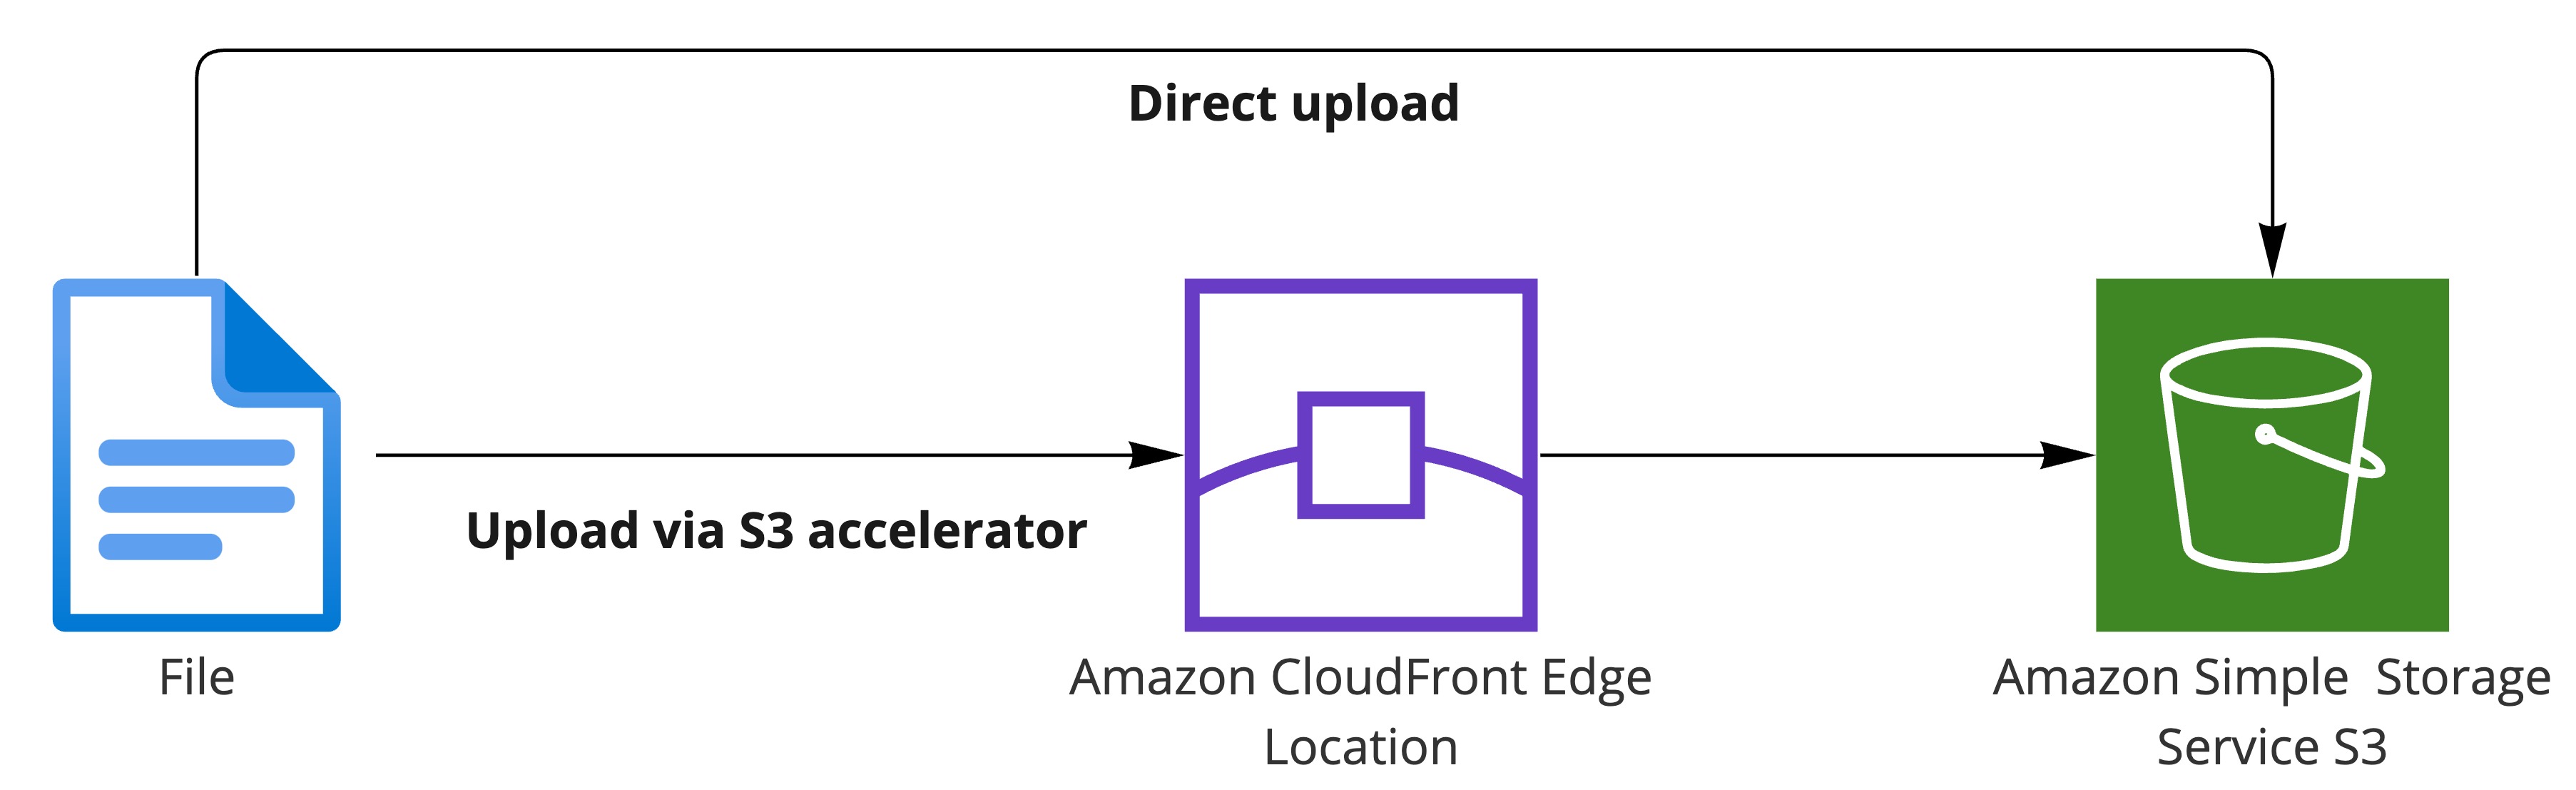 Direct upload
Upload via S3 accelerator
File
Amazon CloudFront Edge
Location
Amazon Simple  Storage
Service S3